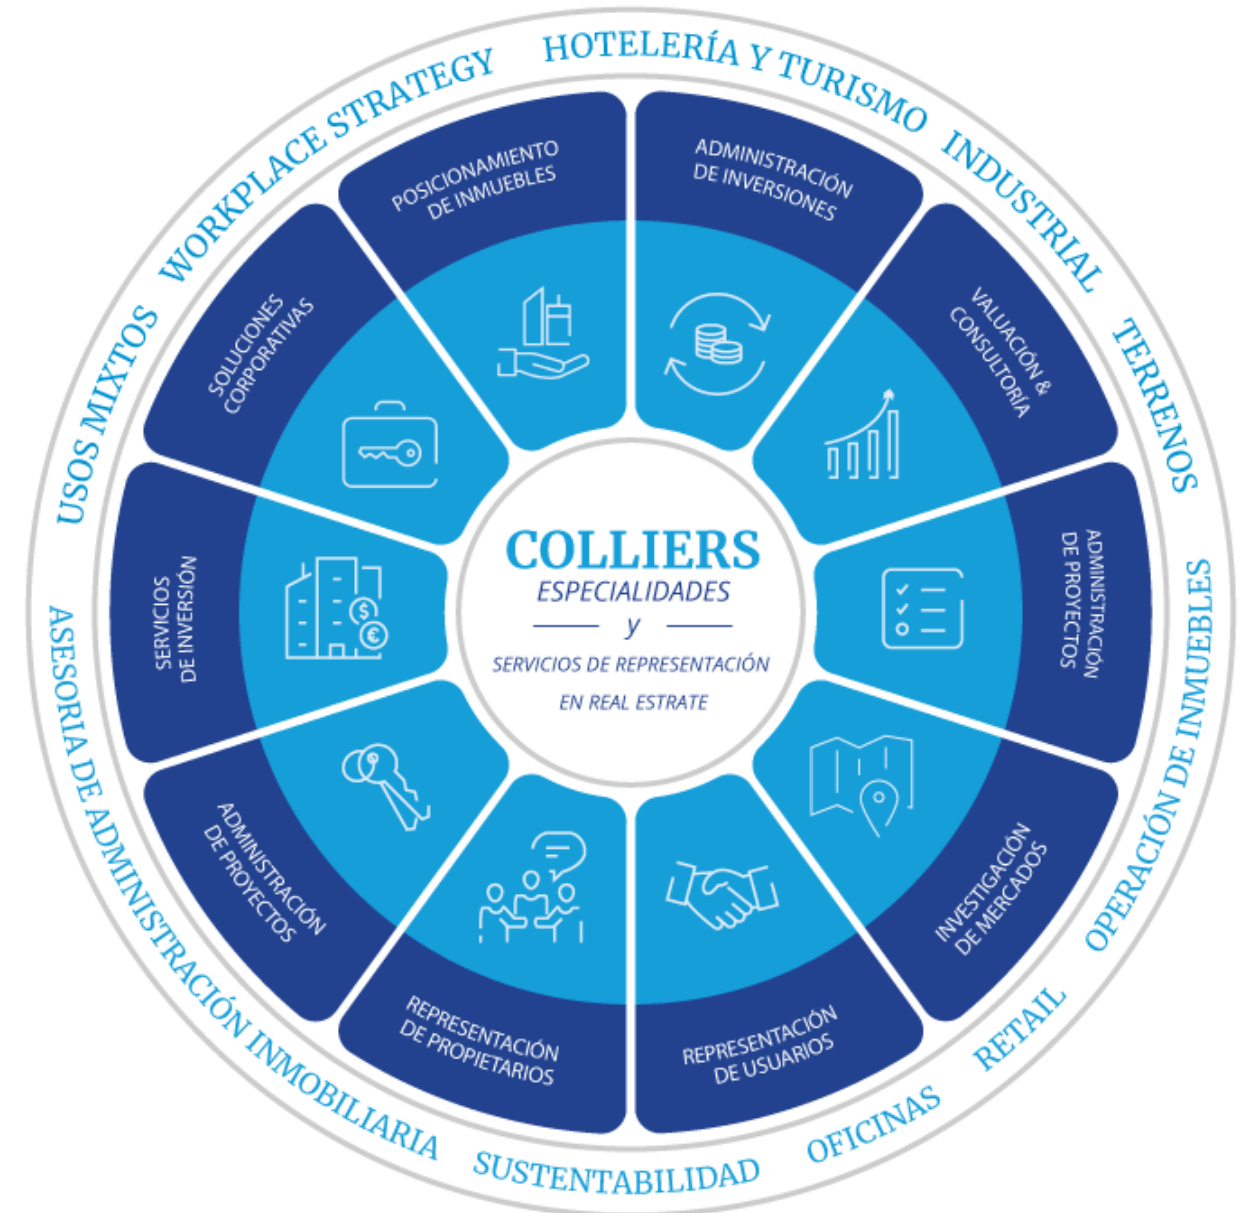 HOTELERÍA Y TURISMO
INDUSTRIAL
TERRENOS
OPERACIÓN DE INMUEBLES
RETAIL
OFICINAS
SUSTENTABILIDAD
ASESORIA DE ADMINISTRACIÓN INMOBILIARIA
USOS MIXTOS
WORKPLACE STRATEGY
ADMINISTRACIÓN
DE INVERSIONES
VALUACIÓN &
CONSULTORÍA
ADMINISTRACIÓN
DE PROYECTOS
INVESTIGACIÓN
DE MERCADOS
REPRESENTACIÓN
DE USUARIOS
REPRESENTACIÓN
DE PROPIETARIOS
ADMINISTRACIÓN
DE PROYECTOS
SERVICIOS
DE INVERSIÓN
SOLUCIONES
CORPORATIVAS
POSICIONAMIENTO
DE INMUEBLES
$
€
COLLIERS
ESPECIALIDADES
y
SERVICIOS DE REPRESENTACIÓN
EN REAL ESTRATE